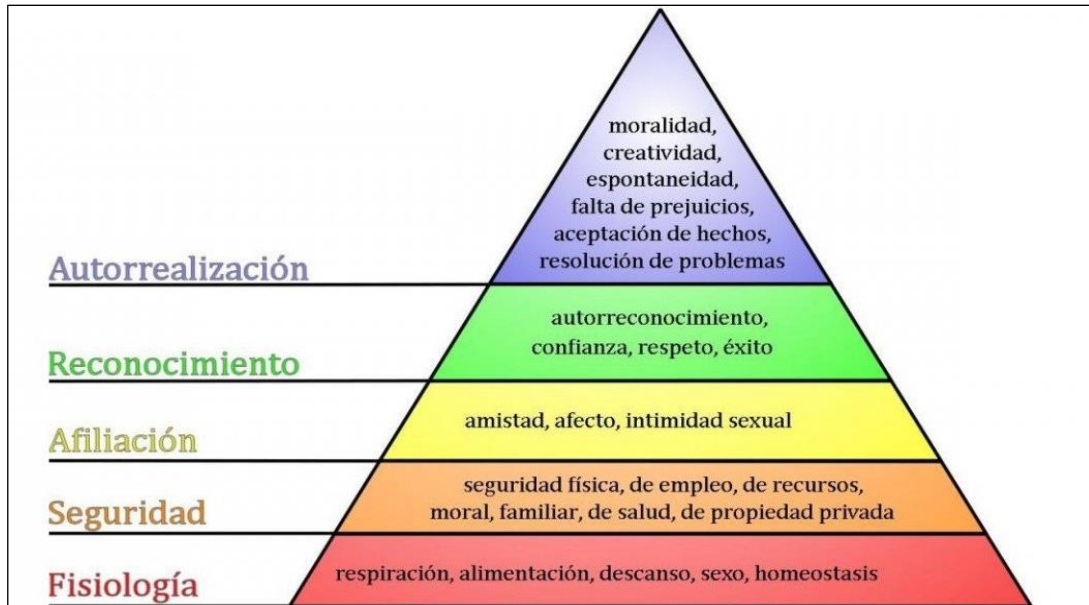 moralidad,
creatividad,
espontaneidad,
falta de prejuicios,
aceptación de hechos,
resolución de problemas
Autorrealización
autorreconocimiento,
confianza, respeto, éxito
Reconocimiento
amistad, afecto, intimidad sexual
Afiliación
seguridad física, de empleo, de recursos,
moral, familiar, de salud, de propiedad privada
Seguridad
respiración, alimentación, descanso, sexo, homeostasis
Fisiología